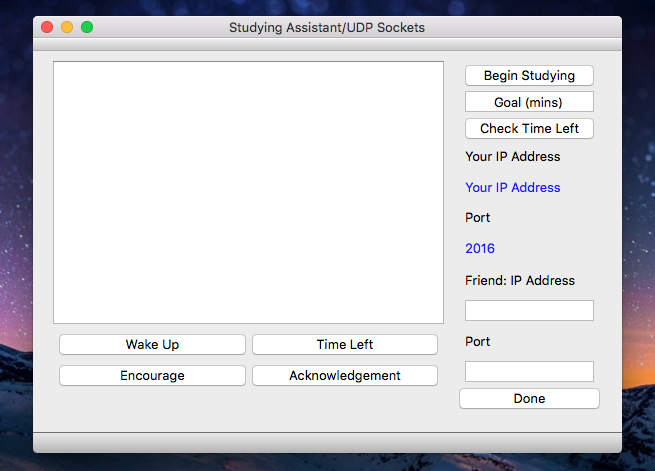 Studying Assistant/UDP Sockets
Begin Studying
Goal (mins)
Check Time Left
Your IP Address
Your IP Address
Port
2016
Friend: IP Address
Port
Done
Wake Up
Time Left
Encourage
Acknowledgement